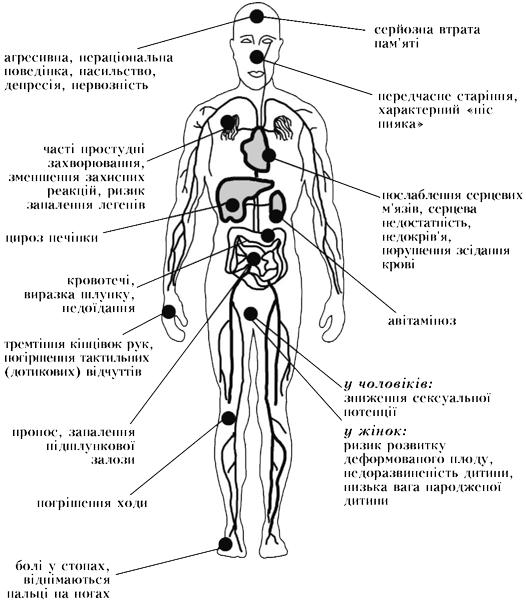 серйозна втрата
пам'яті
агресивна, нераціональна
поведінка, насильство,
депресія, нервозність
передчасне старіння,
характерний «ніс
пияка»
часті простудні
захворювання,
зменшення захисних
реакцій, ризик
запалення легенів
послаблення серцевих
м'язів, серцева
недостатність,
недокрів'я,
порушення зсідання
крові
цироз печінки
кровотечі,
виразка шлунку,
недоїдання
авітаміноз
тремтіння кінцівок рук,
погіршення тактильних
(дотикових) відчуттів
у чоловіків:
зниження сексуальної
потенції
у жінок:
ризик розвитку
деформованого плоду,
недоразвиненість дитини,
низька вага народженої
дитини
пронос, запалення
підшлункової
залози
погрішення ходи
болі у стопах,
віднімаються
пальці на ногах